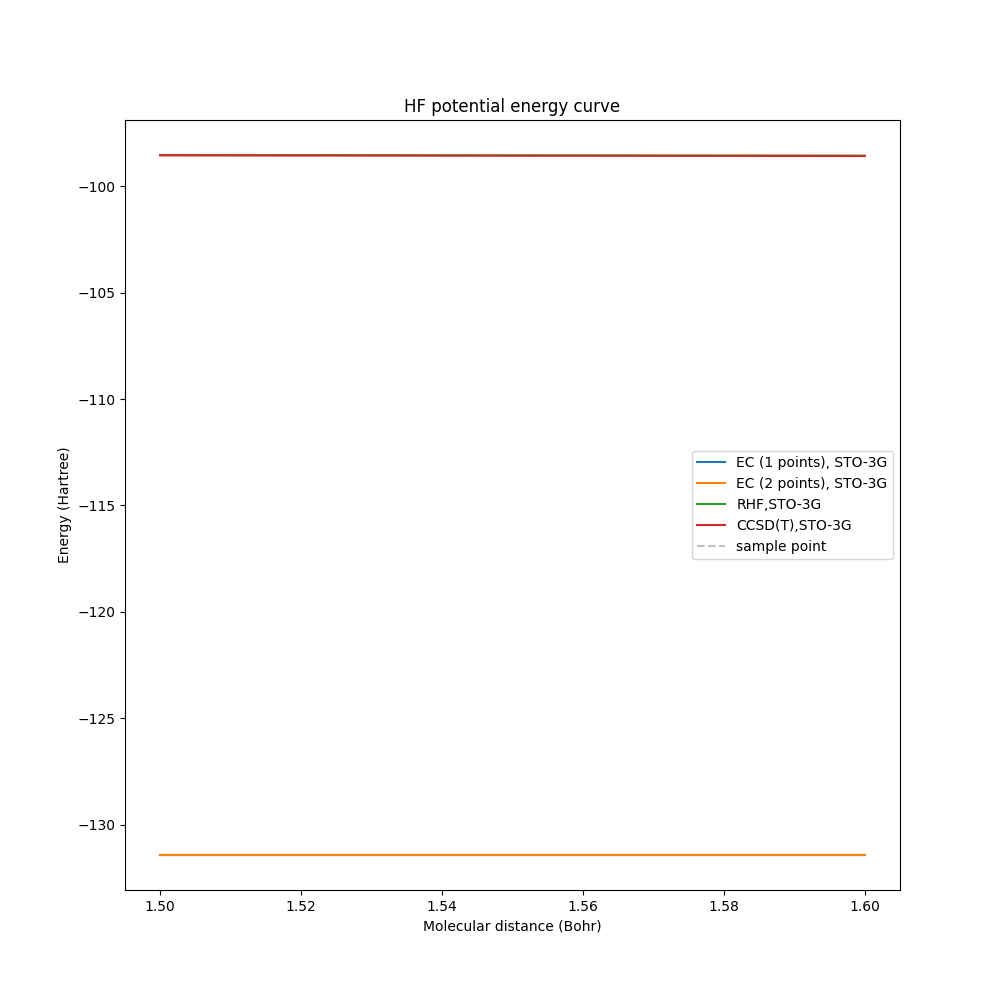 HF potential energy curve
−100
−105
−110
−115
−120
−125
−130
Energy (Hartree)
EC (1 points), STO-3G
EC (2 points), STO-3G
RHF,STO-3G
CCSD(T),STO-3G
sample point
1.50 1.52 1.54 1.56 1.58 1.60
Molecular distance (Bohr)